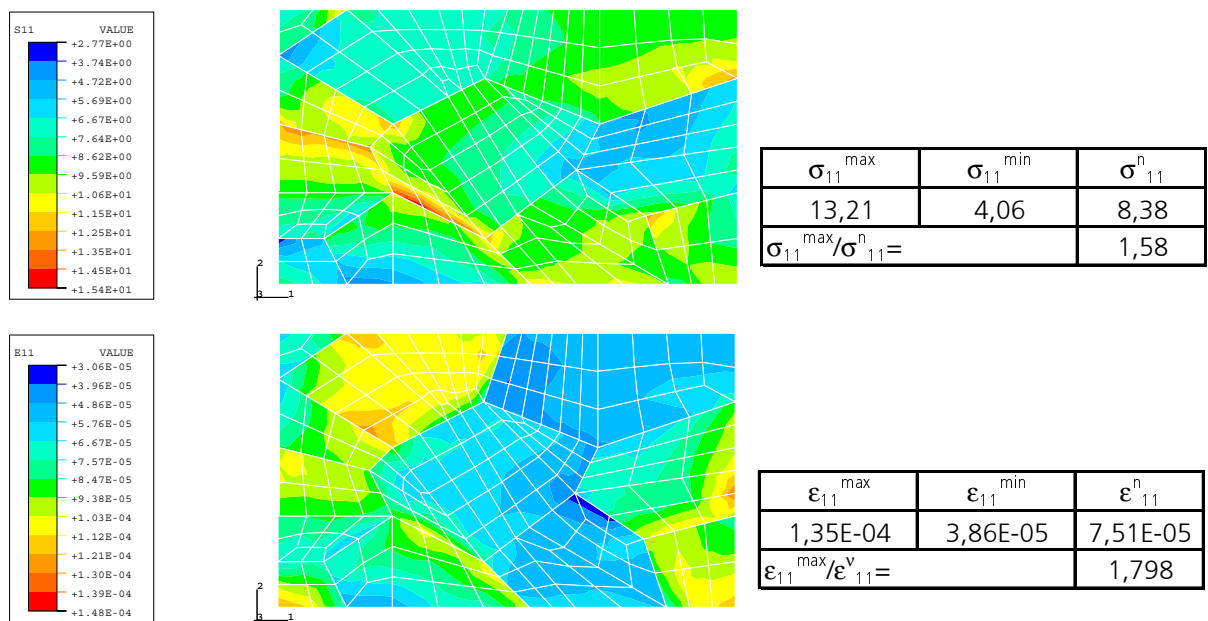 S11 VALUE
+2.77E+00
+3.74E+00
+4.72E+00
+5.69E+00
+6.67E+00
+7.64E+00
+8.62E+00
+9.59E+00
+1.06E+01
+1.15E+01
+1.25E+01
+1.35E+01
+1.45E+01
+1.54E+01
2
3 1
σ₁₁max σ₁₁min σⁿ₁₁
13,21 4,06 8,38
σ₁₁max/σⁿ₁₁= 1,58
E11 VALUE
+3.06E-05
+3.96E-05
+4.86E-05
+5.76E-05
+6.67E-05
+7.57E-05
+8.47E-05
+9.38E-05
+1.03E-04
+1.12E-04
+1.21E-04
+1.30E-04
+1.39E-04
+1.48E-04
2
3 1
ε₁₁max ε₁₁min εⁿ₁₁
1,35E-04 3,86E-05 7,51E-05
ε₁₁max/εᵛ₁₁= 1,798